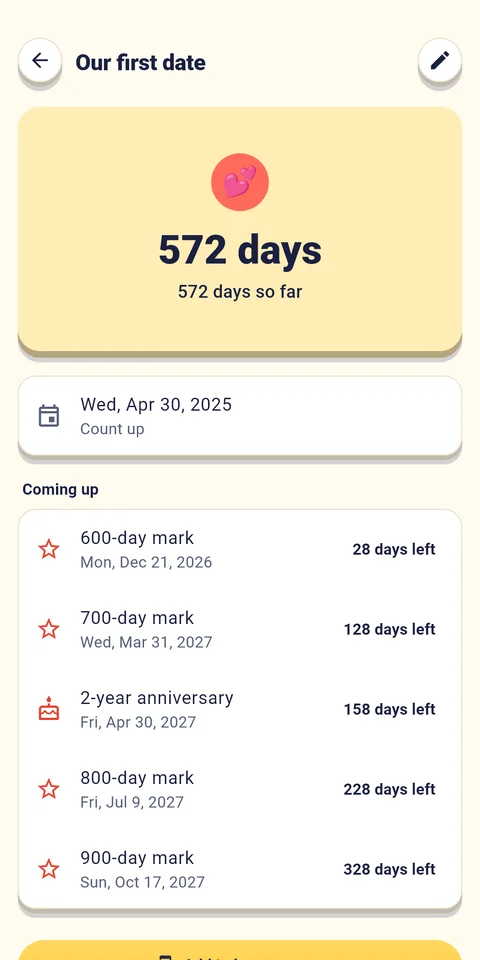 Our first date
572 days
572 days so far
Wed, Apr 30, 2025
Count up
Coming up
600-day mark
Mon, Dec 21, 2026
28 days left
700-day mark
Wed, Mar 31, 2027
128 days left
2-year anniversary
Fri, Apr 30, 2027
158 days left
800-day mark
Fri, Jul 9, 2027
228 days left
900-day mark
Sun, Oct 17, 2027
328 days left